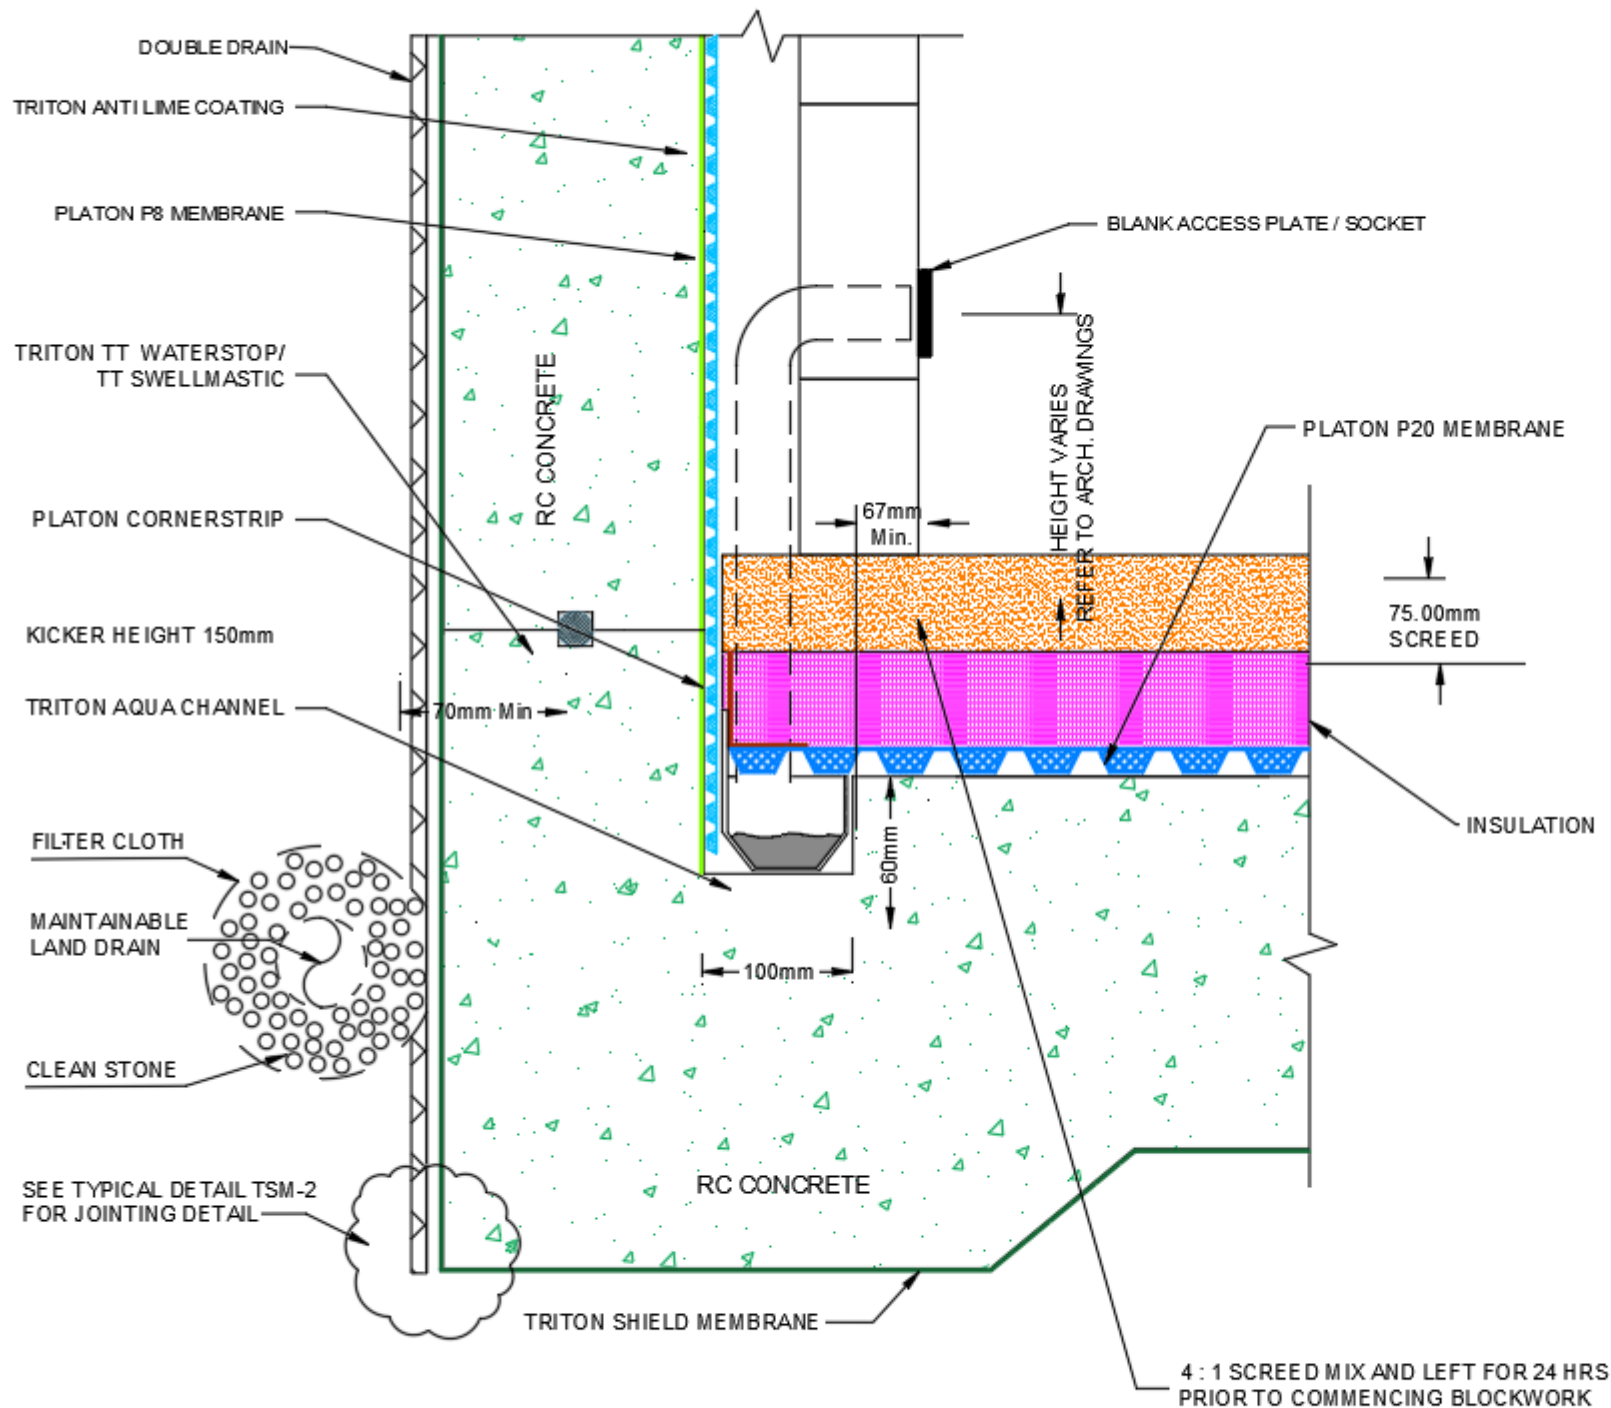 DOUBLE DRAIN
TRITON ANTI LIME COATING
PLATON P8 MEMBRANE
BLANK ACCESS PLATE / SOCKET
TRITON TT WATERSTOP/
TT SWELLMASTIC
RC CONCRETE
HEIGHT VARIES
REFER TO ARCH. DRAWINGS
PLATON P20 MEMBRANE
PLATON CORNERSTRIP
67mm
Min.
75.00mm
SCREED
KICKER HEIGHT 150mm
TRITON AQUA CHANNEL
70mm Min
INSULATION
FILTER CLOTH
60mm
MAINTAINABLE
LAND DRAIN
100mm
CLEAN STONE
RC CONCRETE
SEE TYPICAL DETAIL TSM-2
FOR JOINTING DETAIL
TRITON SHIELD MEMBRANE
4 : 1 SCREED MIX AND LEFT FOR 24 HRS
PRIOR TO COMMENCING BLOCKWORK